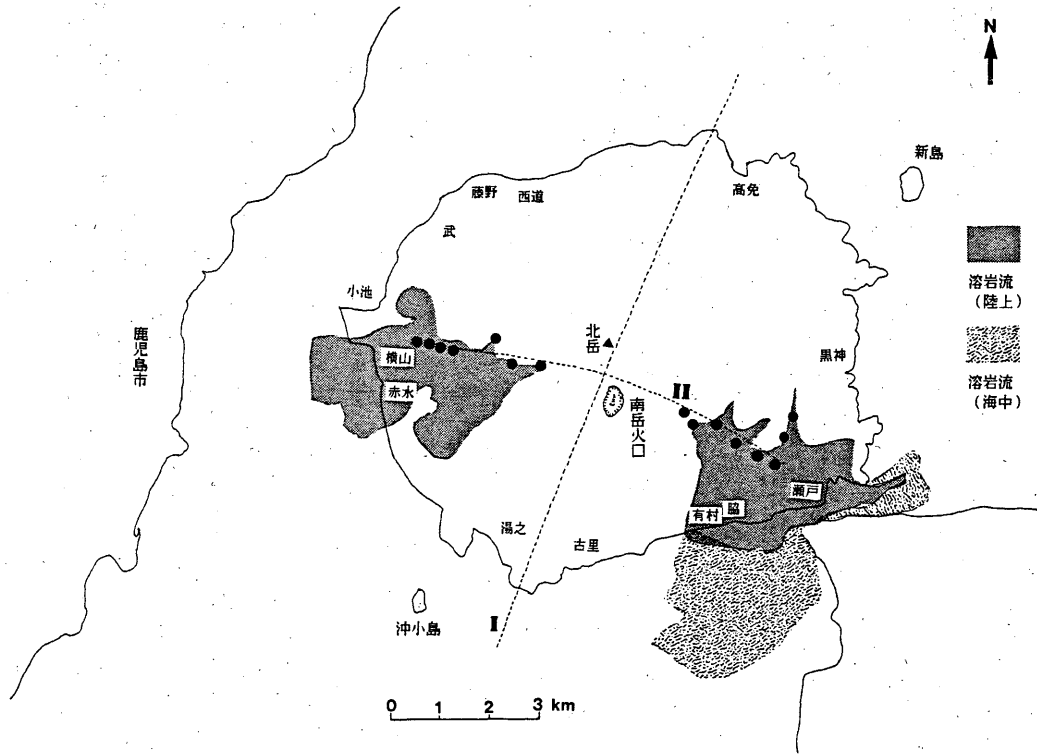 N
新島
高免
藤野
西道
武
溶岩流
(陸上)
小池
鹿児島市
北岳
黒神
横山
溶岩流
(海中)
赤水
II
南岳火口
瀬戸
脇
有村
湯之
古里
I
沖小島
0 1 2 3 km